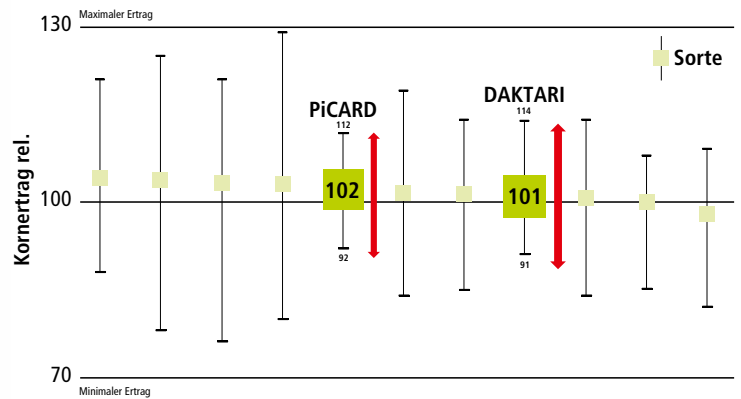 130
Maximaler Ertrag
Sorte
PiCARD
112
DAKTARI
114
Kornertrag rel.
100
102
101
92
91
70
Minimaler Ertrag